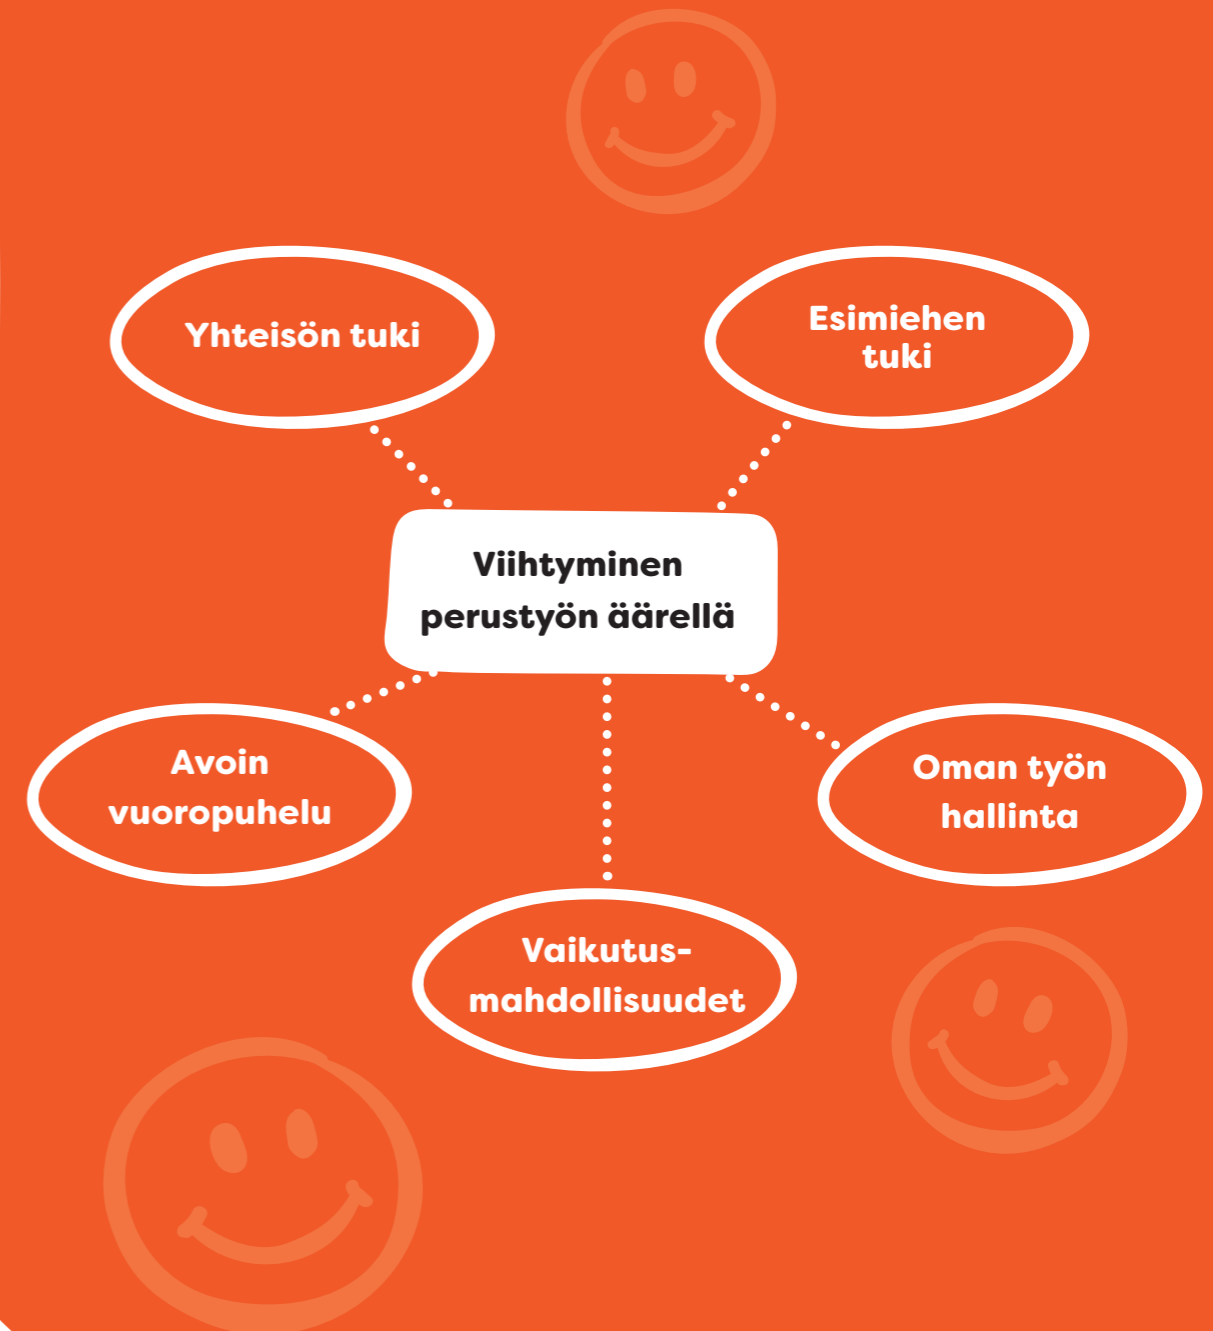 Yhteisön tuki
Esimiehen
tuki
Viihtyminen
perustyön äärellä
Avoin
vuoropuhelu
Oman työn
hallinta
Vaikutus-
mahdollisuudet